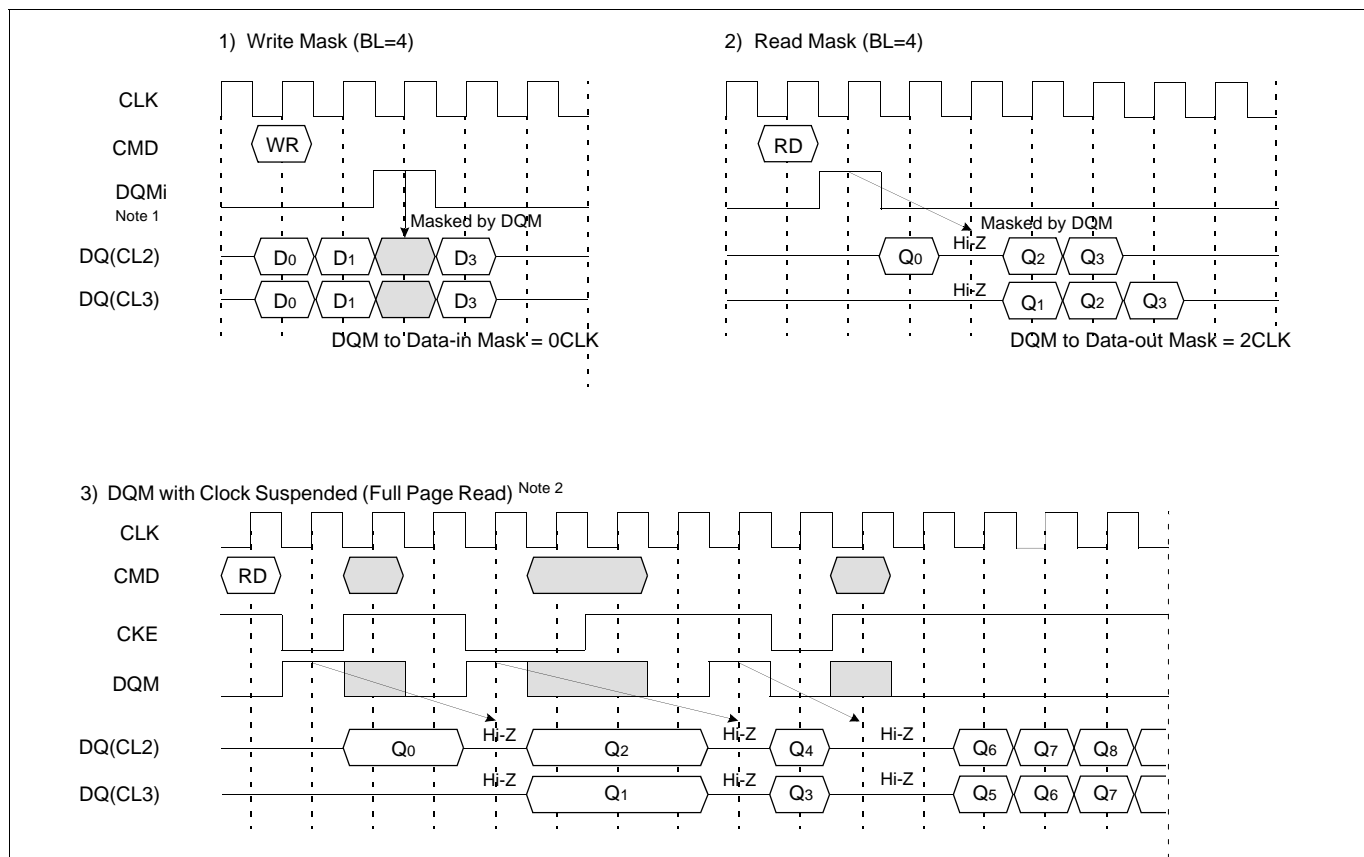 1) Write Mask (BL=4)
CLK
CMD WR
DQMi
Note 1
Masked by DQM
DQ(CL2) D0 D1 D3
DQ(CL3) D0 D1 D3
DQM to Data-in Mask = 0CLK
2) Read Mask (BL=4)
RD
Masked by DQM
Hi-Z
Q0 Q2 Q3
Hi-Z
Q1 Q2 Q3
DQM to Data-out Mask = 2CLK
3) DQM with Clock Suspended (Full Page Read) Note 2
CLK
CMD RD
CKE
DQM
DQ(CL2) Q0 Hi-Z Q2 Hi-Z Q4 Hi-Z Q6 Q7 Q8
DQ(CL3) Hi-Z Q1 Hi-Z Q3 Hi-Z Q5 Q6 Q7